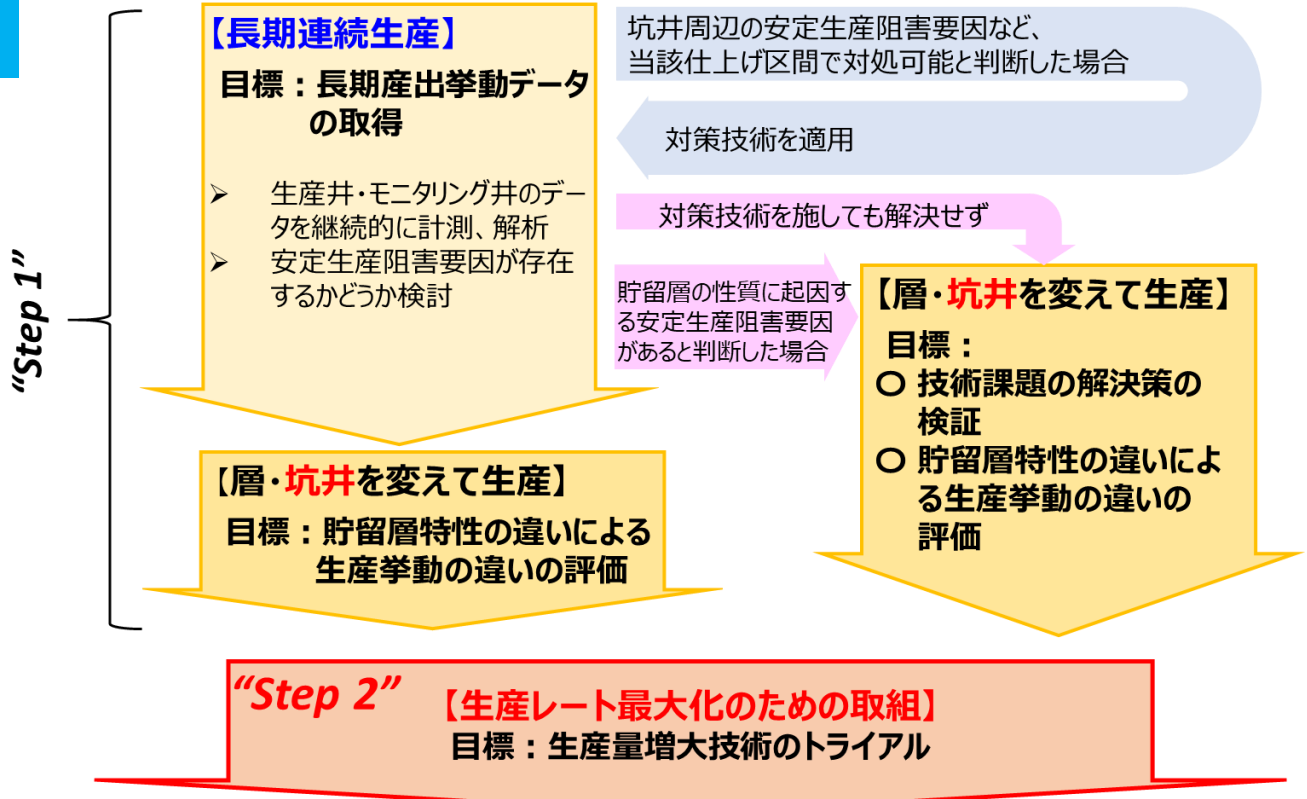 “Step 1”
【長期連続生産】
目標：長期産出挙動データ
の取得
➢ 生産井・モニタリング井のデー
タを継続的に計測、解析
➢ 安定生産阻害要因が存在
するかどうか検討
坑井周辺の安定生産阻害要因など、
当該仕上げ区間で対処可能と判断した場合
対策技術を適用
対策技術を施しても解決せず
貯留層の性質に起因す
る安定生産阻害要因
があると判断した場合
【層・坑井を変えて生産】
目標：
〇 技術課題の解決策の
検証
〇 貯留層特性の違いによ
る生産挙動の違いの
評価
【層・坑井を変えて生産】
目標：貯留層特性の違いによる
生産挙動の違いの評価
“Step 2”
【生産レート最大化のための取組】
目標：生産量増大技術のトライアル